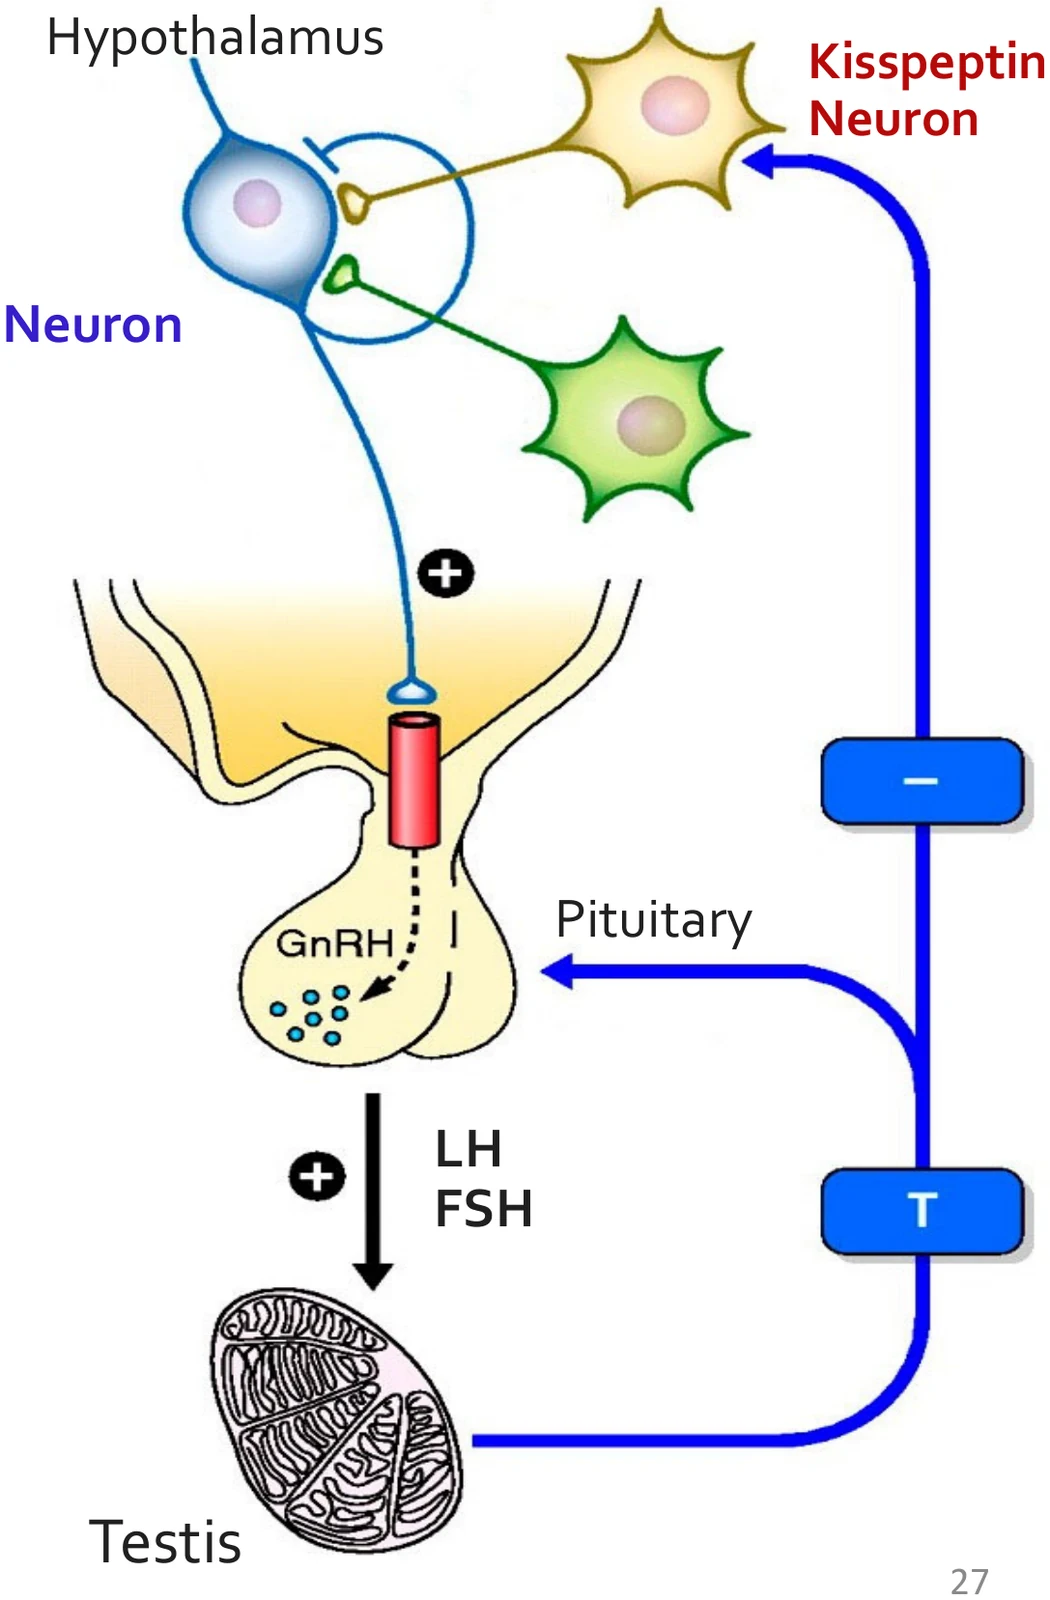 Hypothalamus
Kisspeptin
Neuron
Neuron
+
–
Pituitary
GnRH
LH
FSH
+
T
Testis
27